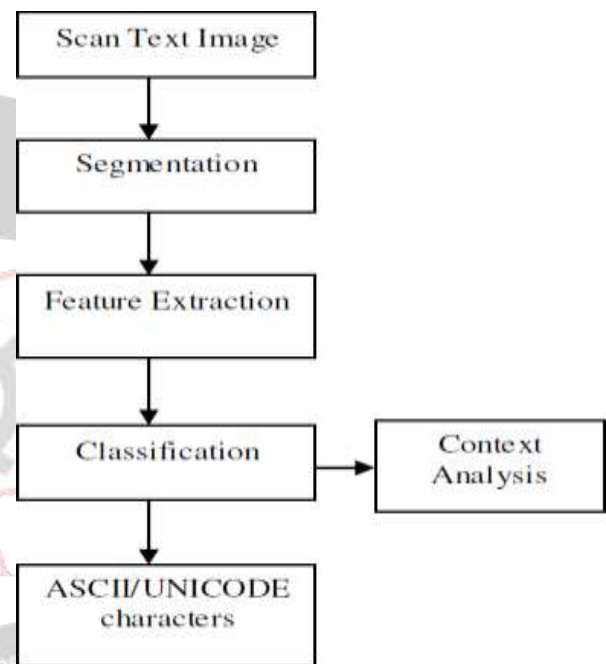 Scan Text Image
Segmentation
Feature Extraction
Classification
Context
Analysis
ASCII/UNICODE
characters